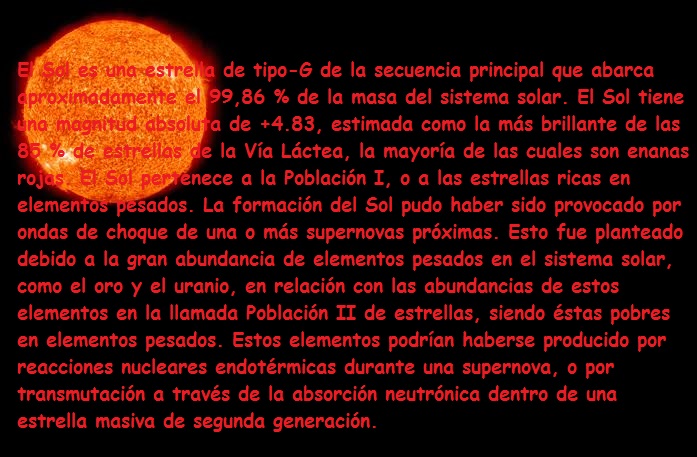 El Sol es una estrella de tipo-G de la secuencia principal que abarca
aproximadamente el 99,86 % de la masa del sistema solar. El Sol tiene
una magnitud absoluta de +4.83, estimada como la más brillante de las
85 % de estrellas de la Vía Láctea, la mayoría de las cuales son enanas
rojas. El Sol pertenece a la Población I, o a las estrellas ricas en
elementos pesados. La formación del Sol pudo haber sido provocado por
ondas de choque de una o más supernovas próximas. Esto fue planteado
debido a la gran abundancia de elementos pesados en el sistema solar,
como el oro y el uranio, en relación con las abundancias de estos
elementos en la llamada Población II de estrellas, siendo éstas pobres
en elementos pesados. Estos elementos podrían haberse producido por
reacciones nucleares endotérmicas durante una supernova, o por
transmutación a través de la absorción neutrónica dentro de una
estrella masiva de segunda generación.